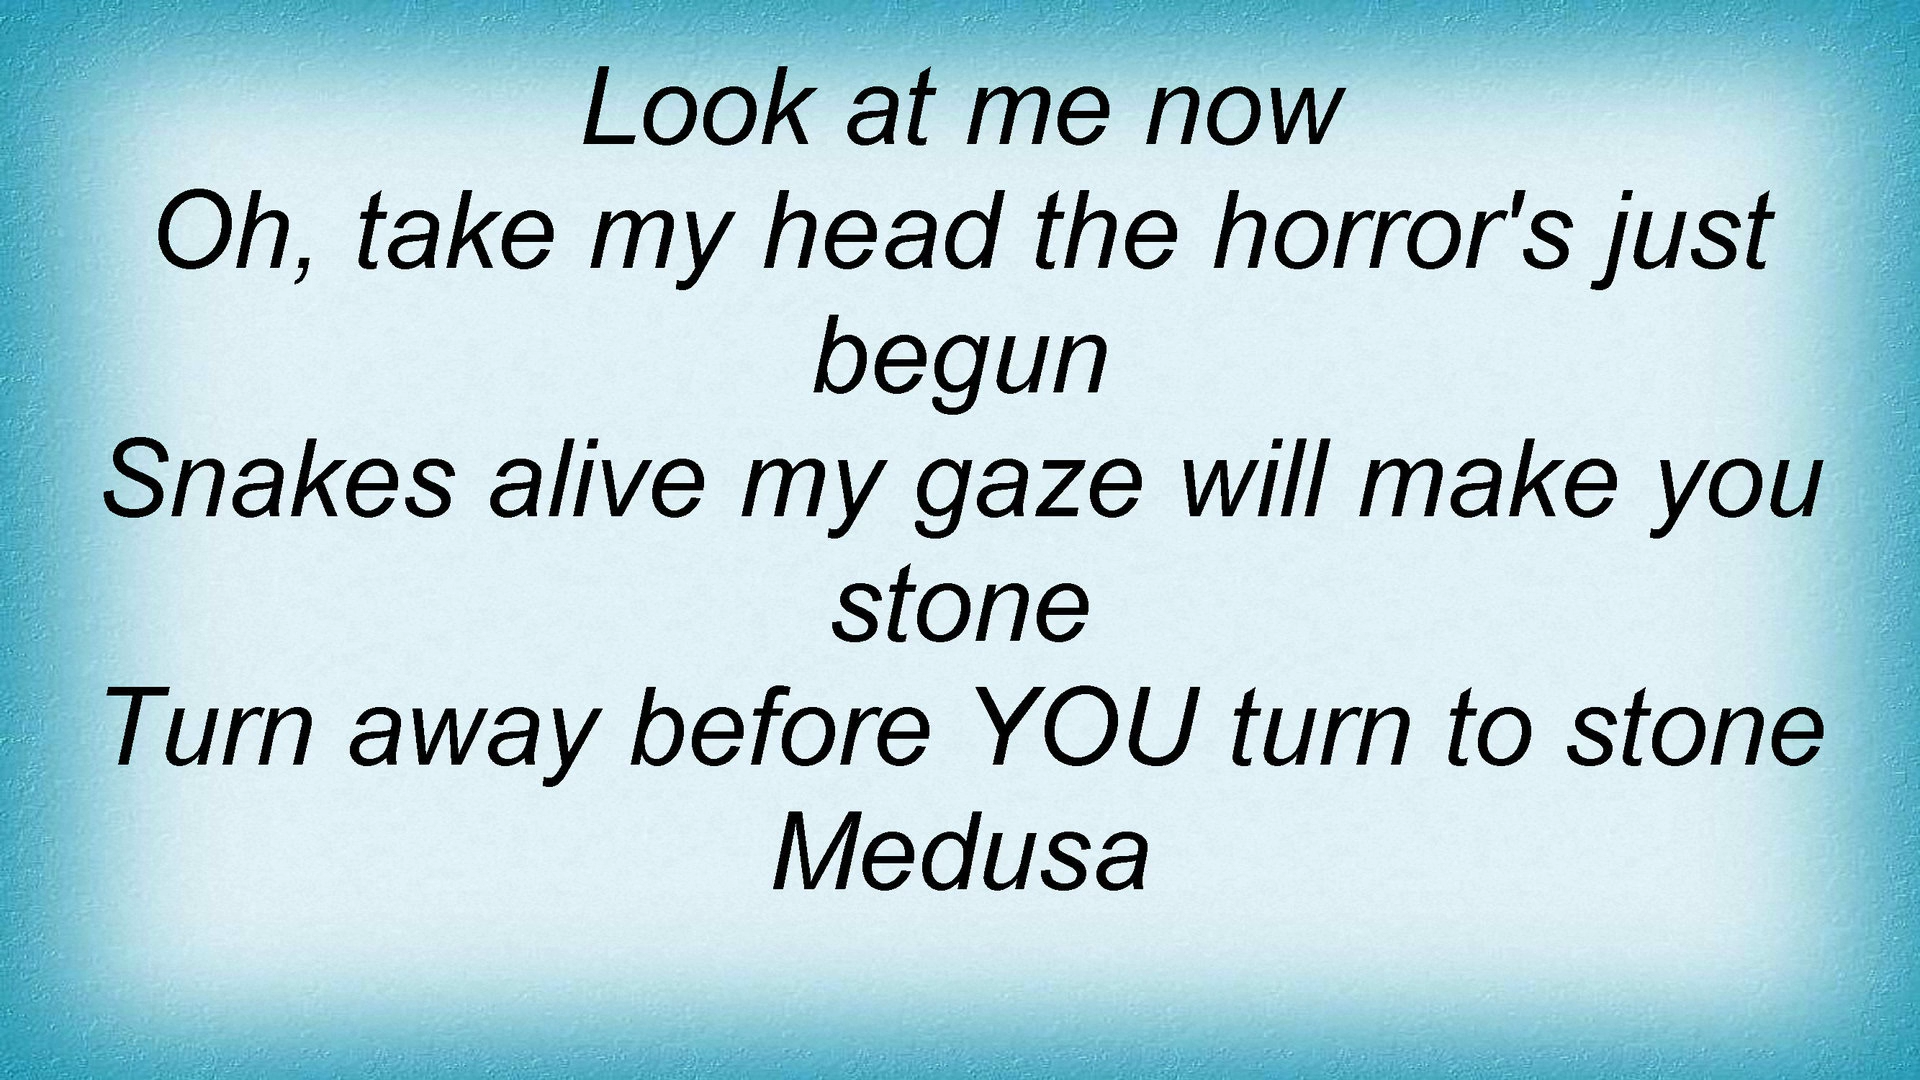 Look at me now
Oh, take my head the horror's just
begun
Snakes alive my gaze will make you
stone
Turn away before YOU turn to stone
Medusa